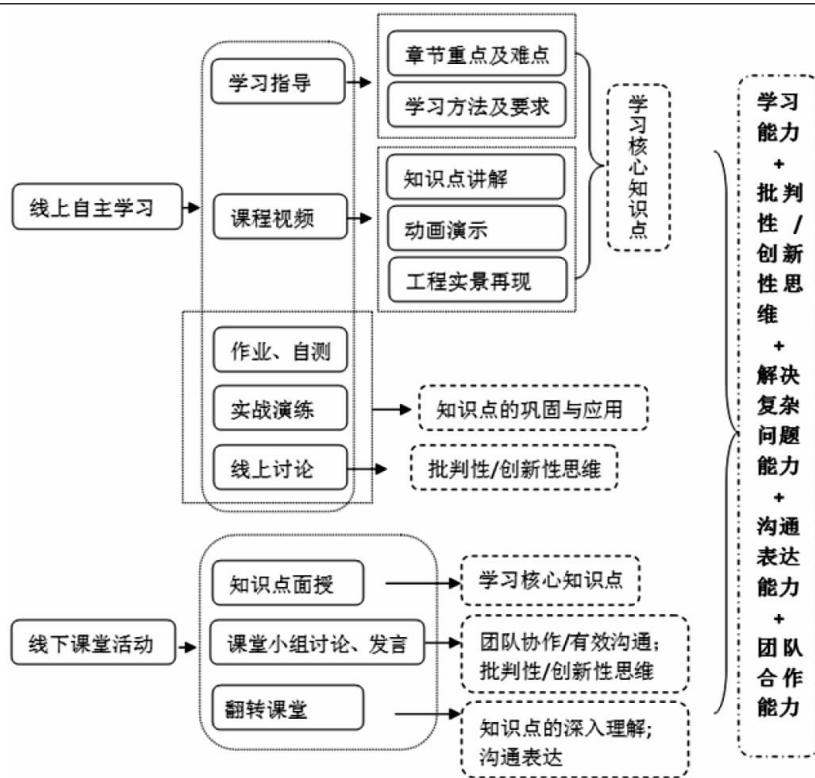 线上自主学习
学习指导
章节重点及难点
学习方法及要求
课程视频
知识点讲解
动画演示
工程实景再现
学习核心知识点
作业、自测
实战演练
线上讨论
知识点的巩固与应用
批判性/创新性思维
线下课堂活动
知识点面授
学习核心知识点
课堂小组讨论、发言
团队协作/有效沟通;
批判性/创新性思维
翻转课堂
知识点的深入理解;
沟通表达
学习
能力
+
批判
性/
创新
性思
维
+
解决
复杂
问题
能力
+
沟通
表达
能力
+
团队
合作
能力